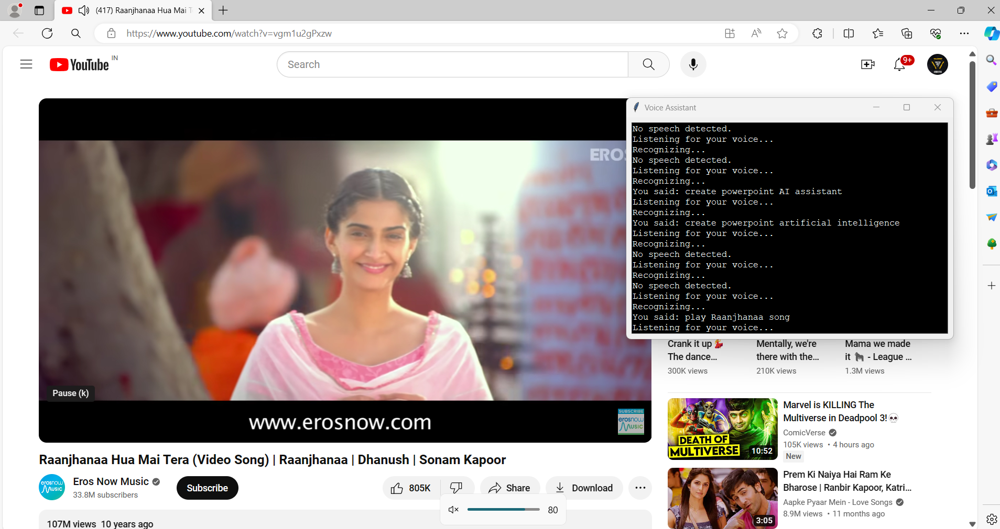 (417) Raanjhanaa Hua Mai T
https://www.youtube.com/watch?v=vgm1u2gPxzw
YouTube IN
Search
9+
EROS
Pause (k)
www.erosnow.com
SUBSCRIBE
erosnow
Music
Voice Assistant
No speech detected.
Listening for your voice...
Recognizing...
No speech detected.
Listening for your voice...
Recognizing...
You said: create powerpoint AI assistant
Listening for your voice...
Recognizing...
You said: create powerpoint artificial intelligence
Listening for your voice...
Recognizing...
No speech detected.
Listening for your voice...
Recognizing...
No speech detected.
Listening for your voice...
Recognizing...
You said: play Raanjhanaa song
Listening for your voice...
Crank it up💃
The dance...
300K views
Mentally, we're
there with the...
210K views
Mama we made
it 🦍 - League ...
1.3M views
DEATH OF
MULTIVERSE
10:52
Marvel is KILLING The
Multiverse in Deadpool 3!💀
ComicVerse
105K views • 4 hours ago
New
3:05
Prem Ki Naiya Hai Ram Ke
Bharose | Ranbir Kapoor, Katri...
Aapke Pyaar Mein - Love Songs
8.9M views • 11 months ago
Raanjhanaa Hua Mai Tera (Video Song) | Raanjhanaa | Dhanush | Sonam Kapoor
erosnow
Music
Eros Now Music
33.8M subscribers
Subscribe
805K
Share
Download
80
107M views 10 years ago